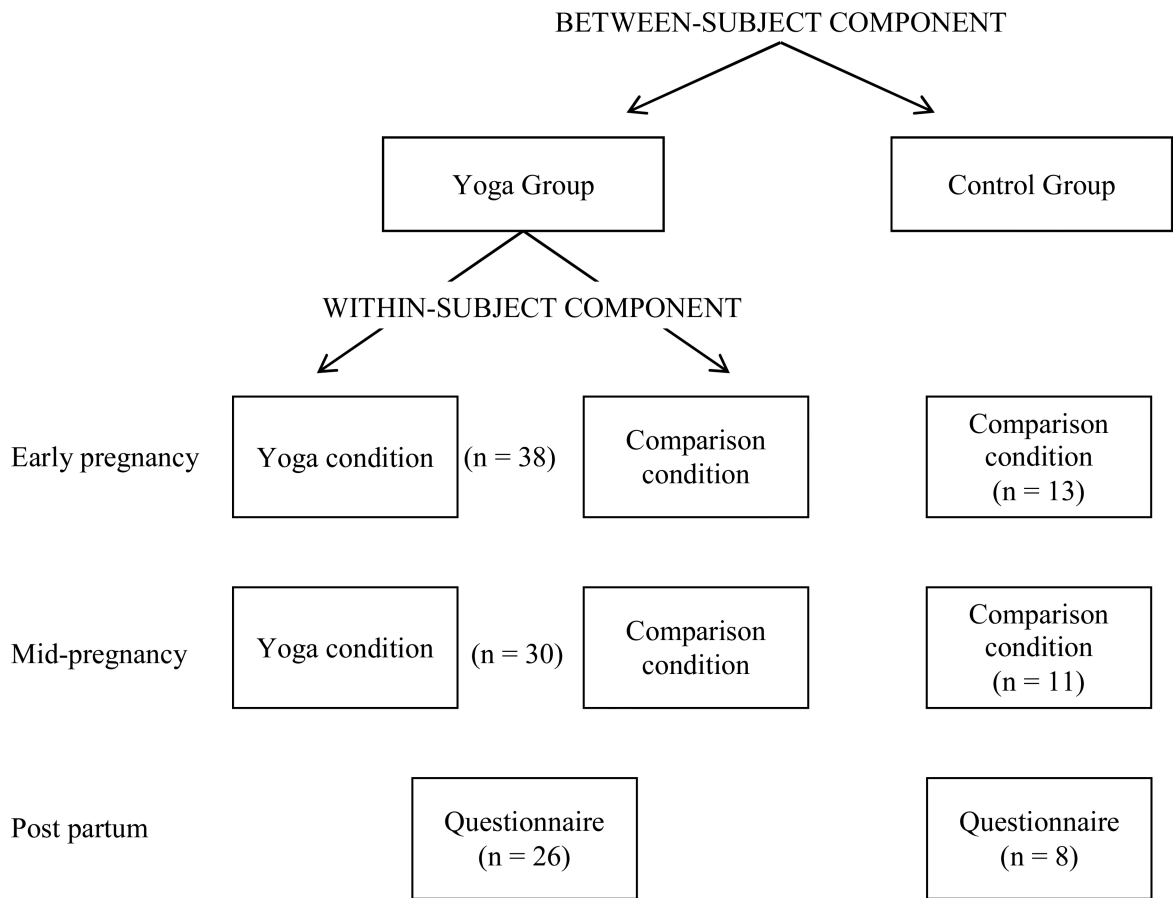 BETWEEN-SUBJECT COMPONENT
Yoga Group
Control Group
WITHIN-SUBJECT COMPONENT
Early pregnancy
Yoga condition
(n = 38)
Comparison
condition
Comparison
condition
(n = 13)
Mid-pregnancy
Yoga condition
(n = 30)
Comparison
condition
Comparison
condition
(n = 11)
Post partum
Questionnaire
(n = 26)
Questionnaire
(n = 8)